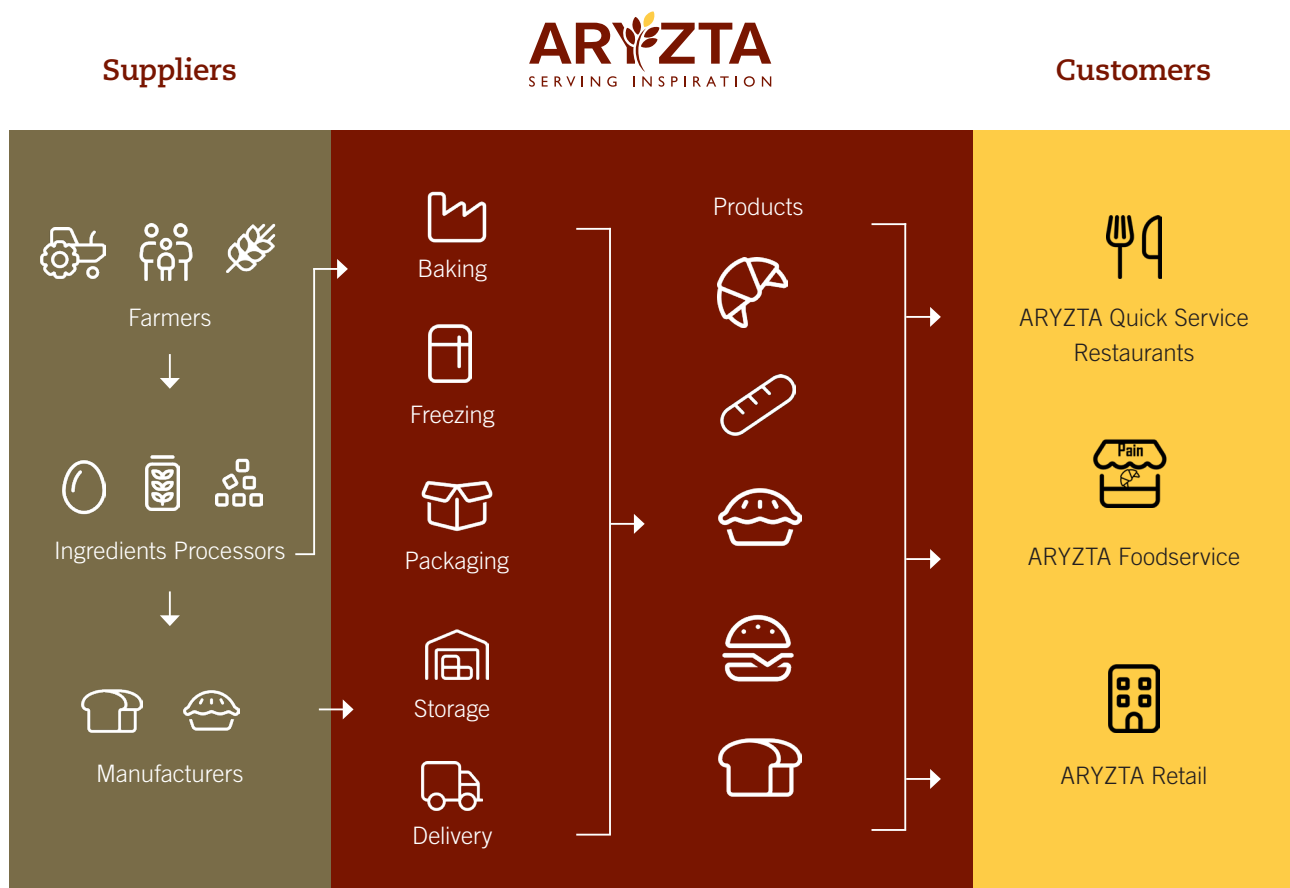 Suppliers
ARYZTA
SERVING INSPIRATION
Customers
Farmers
Ingredients Processors
Manufacturers
Baking
Freezing
Packaging
Storage
Delivery
Products
ARYZTA Quick Service
Restaurants
Pain
ARYZTA Foodservice
ARYZTA Retail